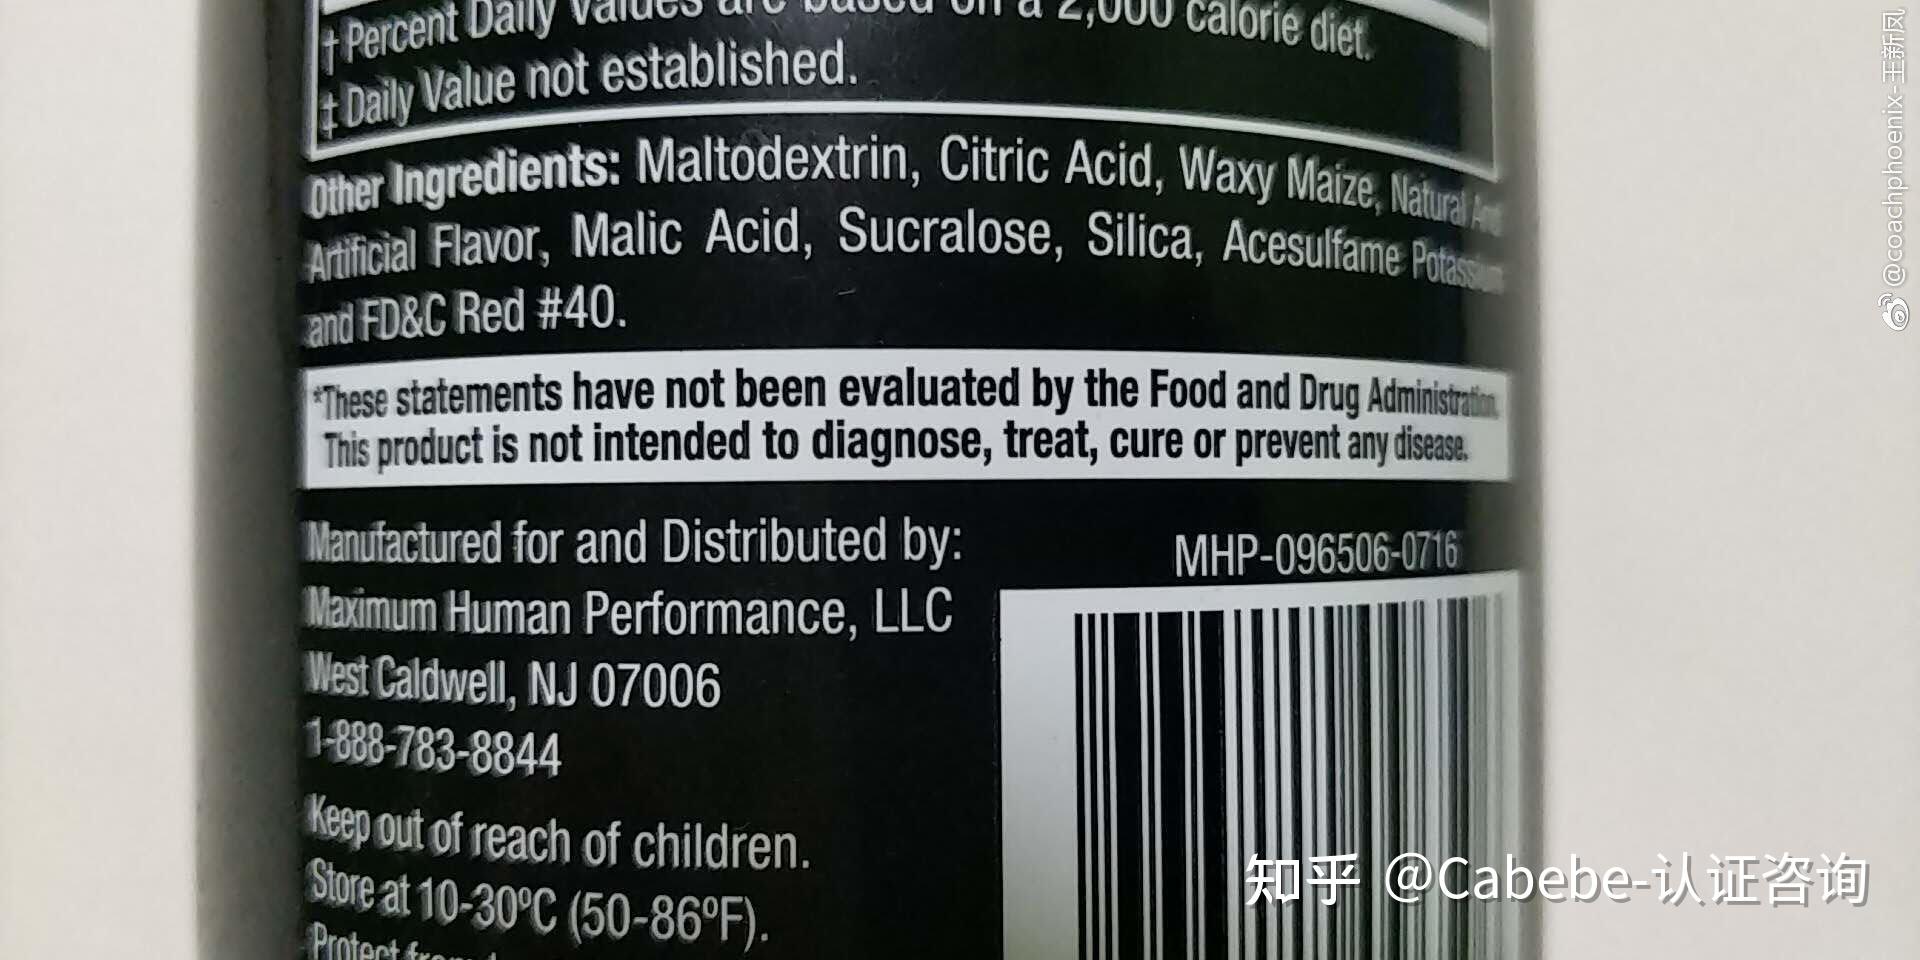 † Percent Daily Values are based on a 2,000 calorie diet.
‡ Daily Value not established.
Other Ingredients: Maltodextrin, Citric Acid, Waxy Maize, Natural And
Artificial Flavor, Malic Acid, Sucralose, Silica, Acesulfame Potassium
and FD&C Red #40.
*These statements have not been evaluated by the Food and Drug Administration.
This product is not intended to diagnose, treat, cure or prevent any disease.
Manufactured for and Distributed by:
Maximum Human Performance, LLC
West Caldwell, NJ 07006
1-888-783-8844
Keep out of reach of children.
Store at 10-30ºC (50-86ºF).
Protect from
MHP-096506-0716
@coachphoenix-王新凤
知乎 @Cabebe-认证咨询